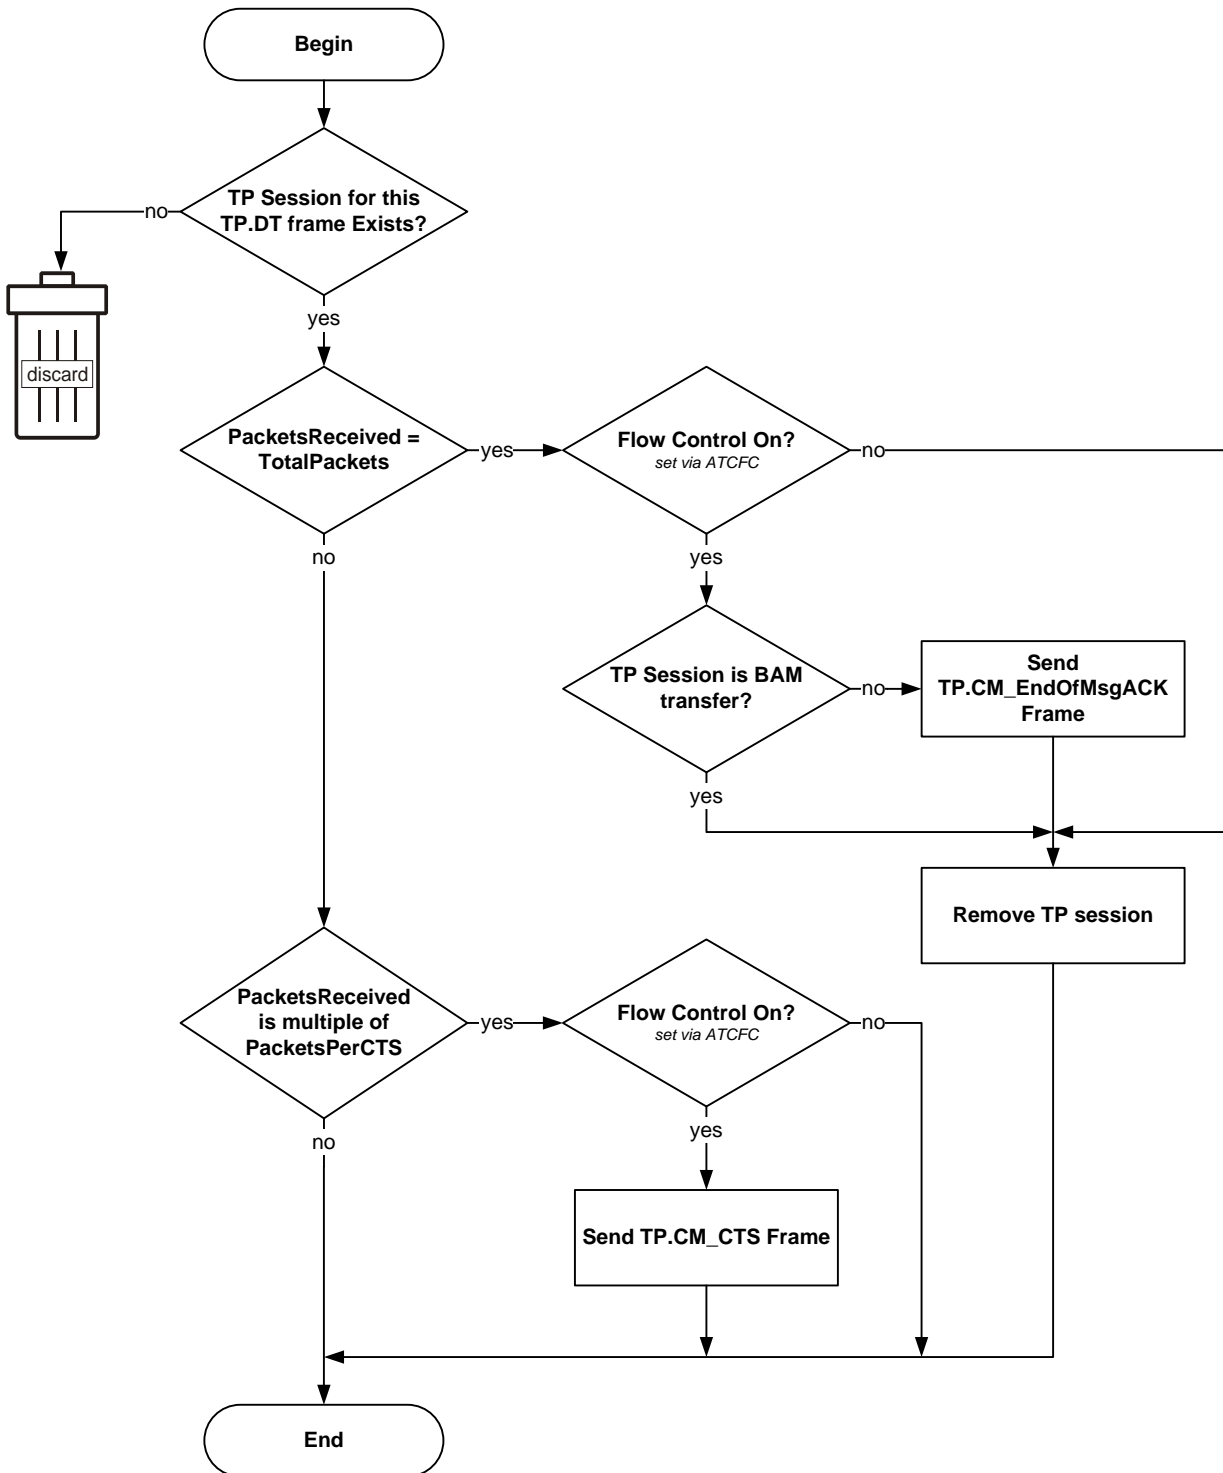 Begin
TP Session for this
TP.DT frame Exists?
no
yes
discard
PacketsReceived =
TotalPackets
yes
Flow Control On?
set via ATCFC
no
no
yes
TP Session is BAM
transfer?
no
Send
TP.CM_EndOfMsgACK
Frame
yes
Remove TP session
PacketsReceived
is multiple of
PacketsPerCTS
yes
Flow Control On?
set via ATCFC
no
no
yes
Send TP.CM_CTS Frame
End